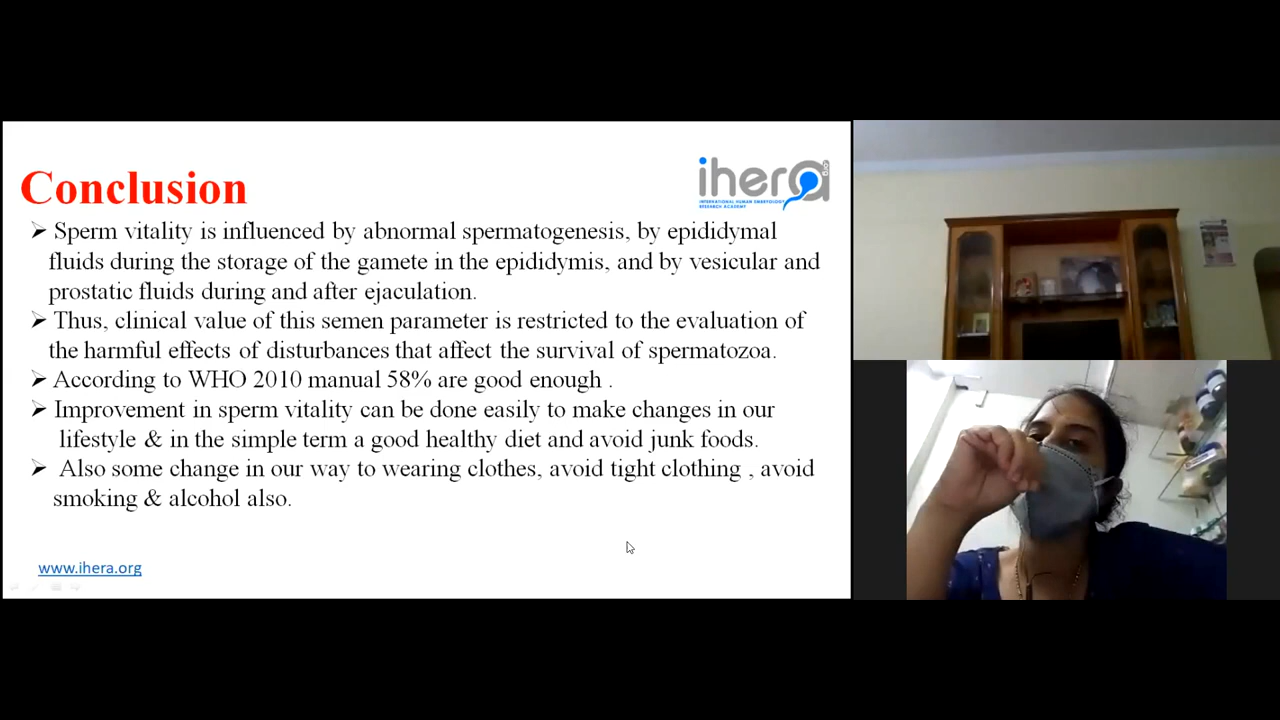 Conclusion
ihera
.org
INTERNATIONAL HUMAN EMBRYOLOGY
RESEARCH ACADEMY
➢ Sperm vitality is influenced by abnormal spermatogenesis, by epididymal
fluids during the storage of the gamete in the epididymis, and by vesicular and
prostatic fluids during and after ejaculation.
➢ Thus, clinical value of this semen parameter is restricted to the evaluation of
the harmful effects of disturbances that affect the survival of spermatozoa.
➢ According to WHO 2010 manual 58% are good enough .
➢ Improvement in sperm vitality can be done easily to make changes in our
lifestyle & in the simple term a good healthy diet and avoid junk foods.
➢ Also some change in our way to wearing clothes, avoid tight clothing , avoid
smoking & alcohol also.
www.ihera.org